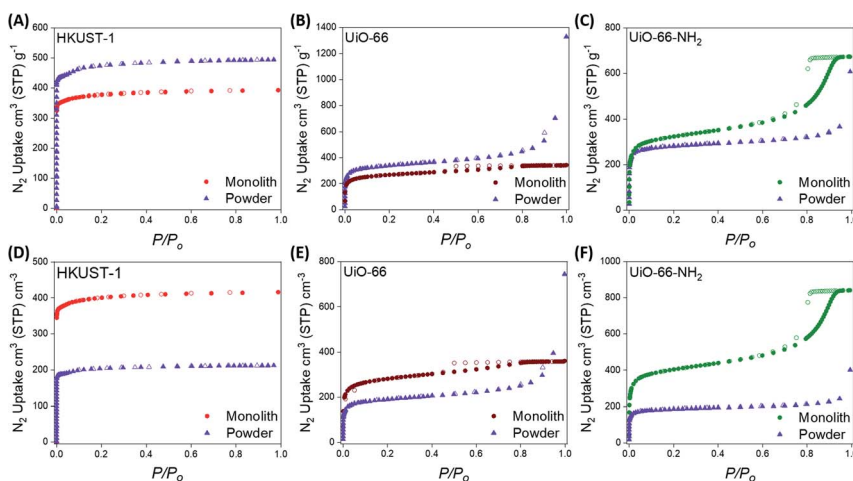 (A)
HKUST-1
N2 Uptake cm3 (STP) g-1
600
500
400
300
200
100
0
0.0 0.2 0.4 0.6 0.8 1.0
P/Po
Monolith
Powder
(B)
UiO-66
N2 Uptake cm3 (STP) g-1
1400
1200
1000
800
600
400
200
0
0.0 0.2 0.4 0.6 0.8 1.0
P/Po
Monolith
Powder
(C)
UiO-66-NH2
N2 Uptake cm3 (STP) g-1
800
600
400
200
0
0.0 0.2 0.4 0.6 0.8 1.0
P/Po
Monolith
Powder
(D)
HKUST-1
N2 Uptake cm3 (STP) cm-3
500
400
300
200
100
0
0.0 0.2 0.4 0.6 0.8 1.0
P/Po
Monolith
Powder
(E)
UiO-66
N2 Uptake cm3 (STP) cm-3
800
600
400
200
0
0.0 0.2 0.4 0.6 0.8 1.0
P/Po
Monolith
Powder
(F)
UiO-66-NH2
N2 Uptake cm3 (STP) cm-3
800
600
400
200
0
0.0 0.2 0.4 0.6 0.8 1.0
P/Po
Monolith
Powder